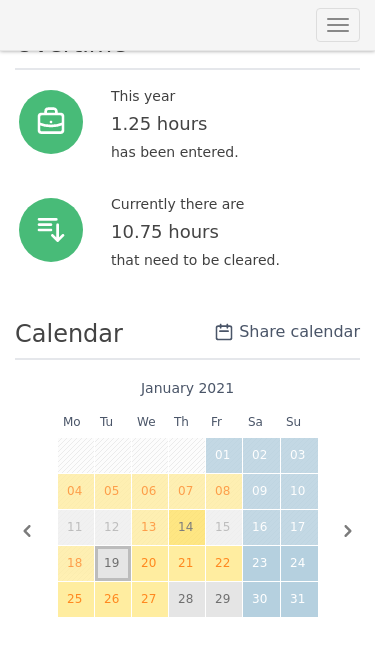 Overtime
This year
1.25 hours
has been entered.
Currently there are
10.75 hours
that need to be cleared.
Calendar
Share calendar
January 2021
Mo Tu We Th Fr Sa Su
01 02 03
04 05 06 07 08 09 10
11 12 13 14 15 16 17
18 19 20 21 22 23 24
25 26 27 28 29 30 31